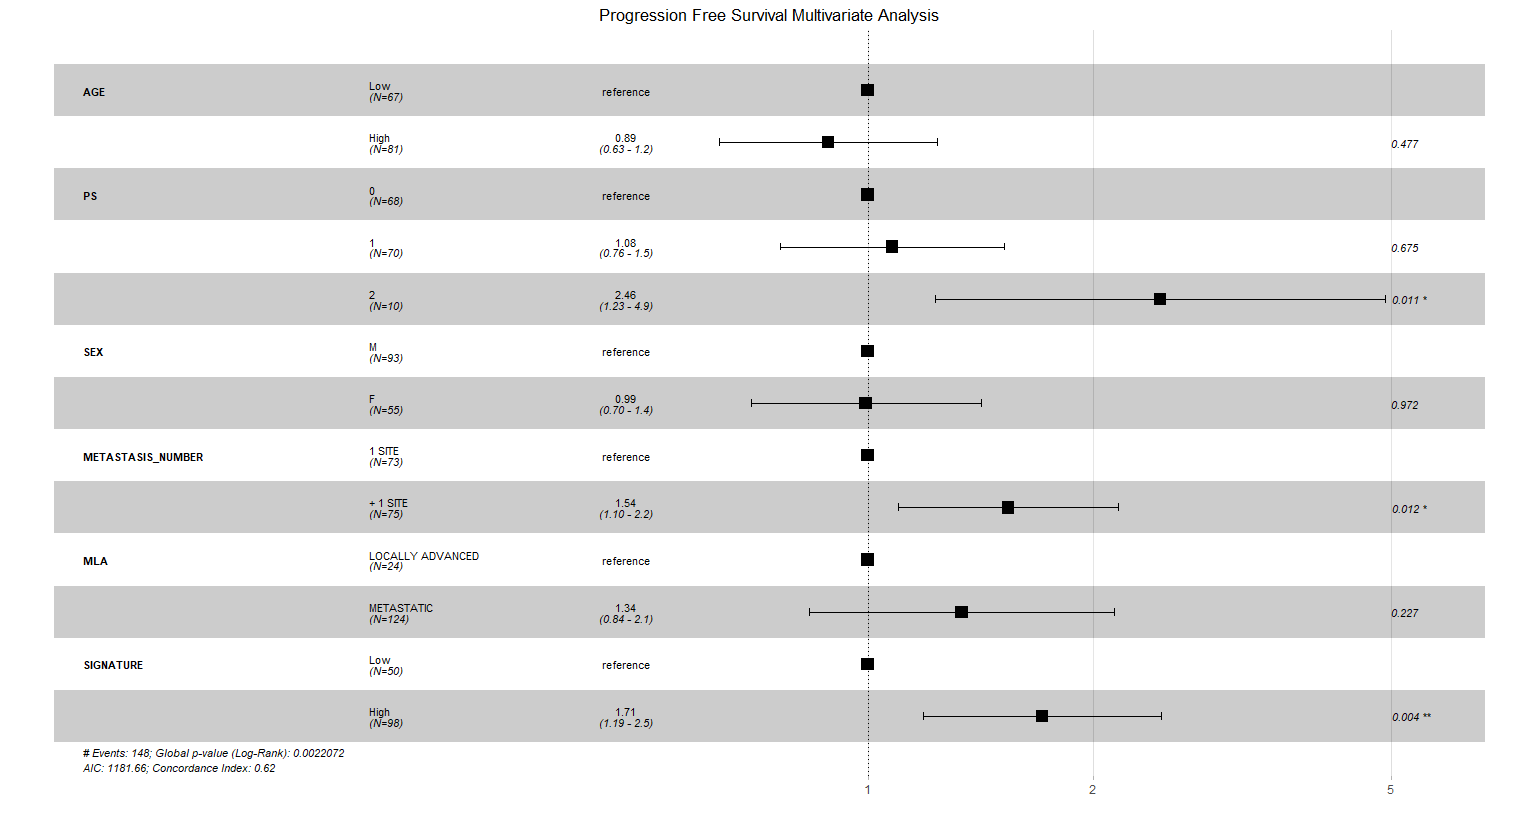 Progression Free Survival Multivariate Analysis
AGE
Low
(N=67)
reference
High
(N=81)
0.89
(0.63 - 1.2)
0.477
PS
0
(N=68)
reference
1
(N=70)
1.08
(0.76 - 1.5)
0.675
2
(N=10)
2.46
(1.23 - 4.9)
0.011 *
SEX
M
(N=93)
reference
F
(N=55)
0.99
(0.70 - 1.4)
0.972
METASTASIS_NUMBER
1 SITE
(N=73)
reference
+ 1 SITE
(N=75)
1.54
(1.10 - 2.2)
0.012 *
MLA
LOCALLY ADVANCED
(N=24)
reference
METASTATIC
(N=124)
1.34
(0.84 - 2.1)
0.227
SIGNATURE
Low
(N=50)
reference
High
(N=98)
1.71
(1.19 - 2.5)
0.004 **
# Events: 148; Global p-value (Log-Rank): 0.0022072
AIC: 1181.66; Concordance Index: 0.62
1 2 5